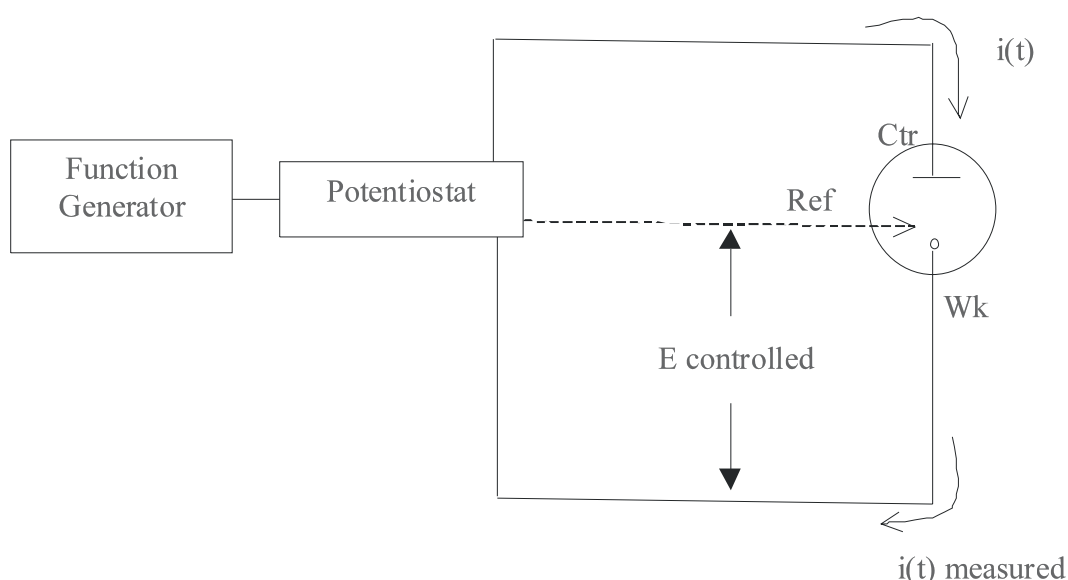 i(t)
Ctr
Function
Generator
Potentiostat
Ref
Wk
E controlled
i(t) measured